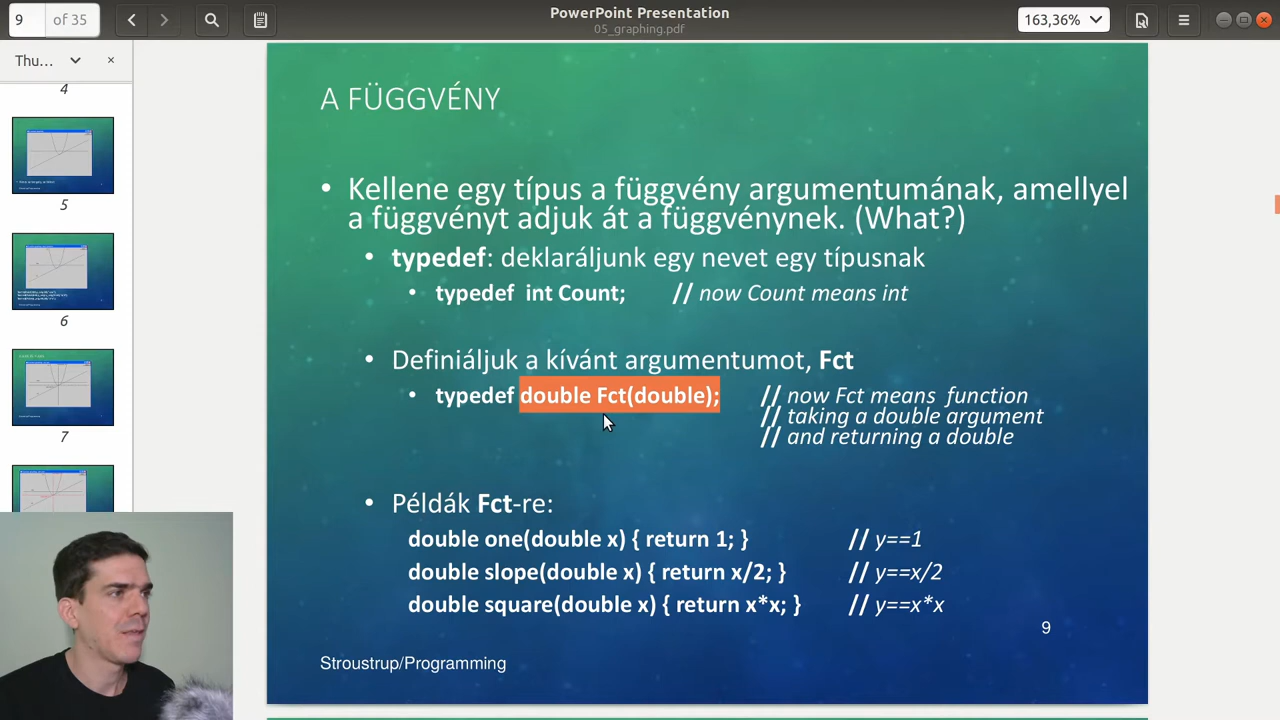 9 of 35
PowerPoint Presentation
05_graphing.pdf
163,36%
Thu...
4
5
6
7
A FÜGGVÉNY
• Kellene egy típus a függvény argumentumának, amellyel
a függvényt adjuk át a függvénynek. (What?)
• typedef: deklaráljunk egy nevet egy típusnak
• typedef int Count; // now Count means int
• Definiáljuk a kívánt argumentumot, Fct
• typedef double Fct(double); // now Fct means function
// taking a double argument
// and returning a double
• Példák Fct-re:
double one(double x) { return 1; } // y==1
double slope(double x) { return x/2; } // y==x/2
double square(double x) { return x*x; } // y==x*x
9
Stroustrup/Programming